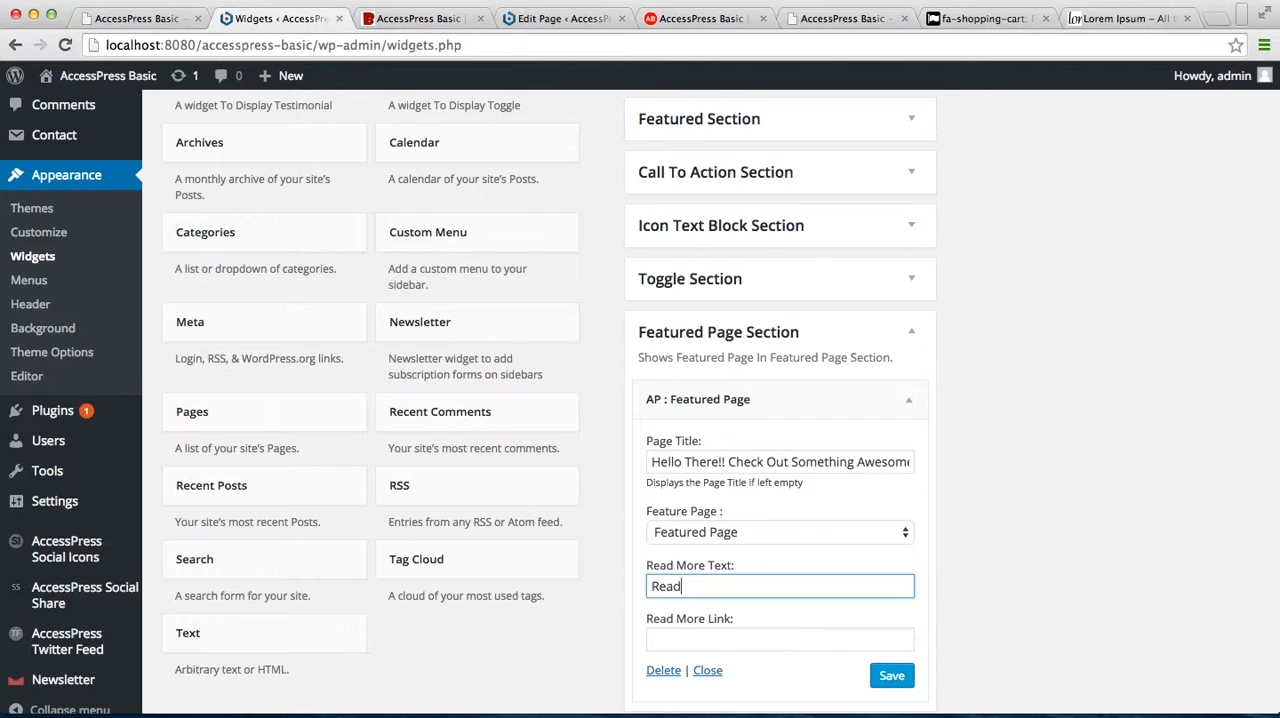 AccessPress Basic –
Widgets ‹ AccessPre
AccessPress Basic
Edit Page ‹ AccessPr
AccessPress Basic
AccessPress Basic –
fa-shopping-cart:
Lorem Ipsum – All t
localhost:8080/accesspress-basic/wp-admin/widgets.php
AccessPress Basic
1
0
New
Howdy, admin
Comments
Contact
Appearance
Themes
Customize
Widgets
Menus
Header
Background
Theme Options
Editor
Plugins 1
Users
Tools
Settings
AccessPress
Social Icons
AccessPress Social
Share
AccessPress
Twitter Feed
Newsletter
Collapse menu
A widget To Display Testimonial
A widget To Display Toggle
Archives
Calendar
A monthly archive of your site's
Posts.
A calendar of your site's Posts.
Categories
Custom Menu
A list or dropdown of categories.
Add a custom menu to your
sidebar.
Meta
Newsletter
Login, RSS, & WordPress.org links.
Newsletter widget to add
subscription forms on sidebars
Pages
Recent Comments
A list of your site's Pages.
Your site's most recent comments.
Recent Posts
RSS
Your site's most recent Posts.
Entries from any RSS or Atom feed.
Search
Tag Cloud
A search form for your site.
A cloud of your most used tags.
Text
Arbitrary text or HTML.
Featured Section
Call To Action Section
Icon Text Block Section
Toggle Section
Featured Page Section
Shows Featured Page In Featured Page Section.
AP : Featured Page
Page Title:
Hello There!! Check Out Something Awesome
Displays the Page Title if left empty
Feature Page :
Featured Page
Read More Text:
Read
Read More Link:
Delete | Close
Save